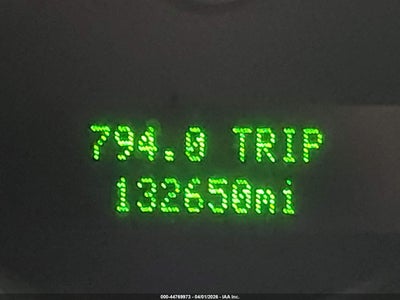 794.0 TRIP
132650mi
000-44769973 - 04/01/2026 - IAA Inc.